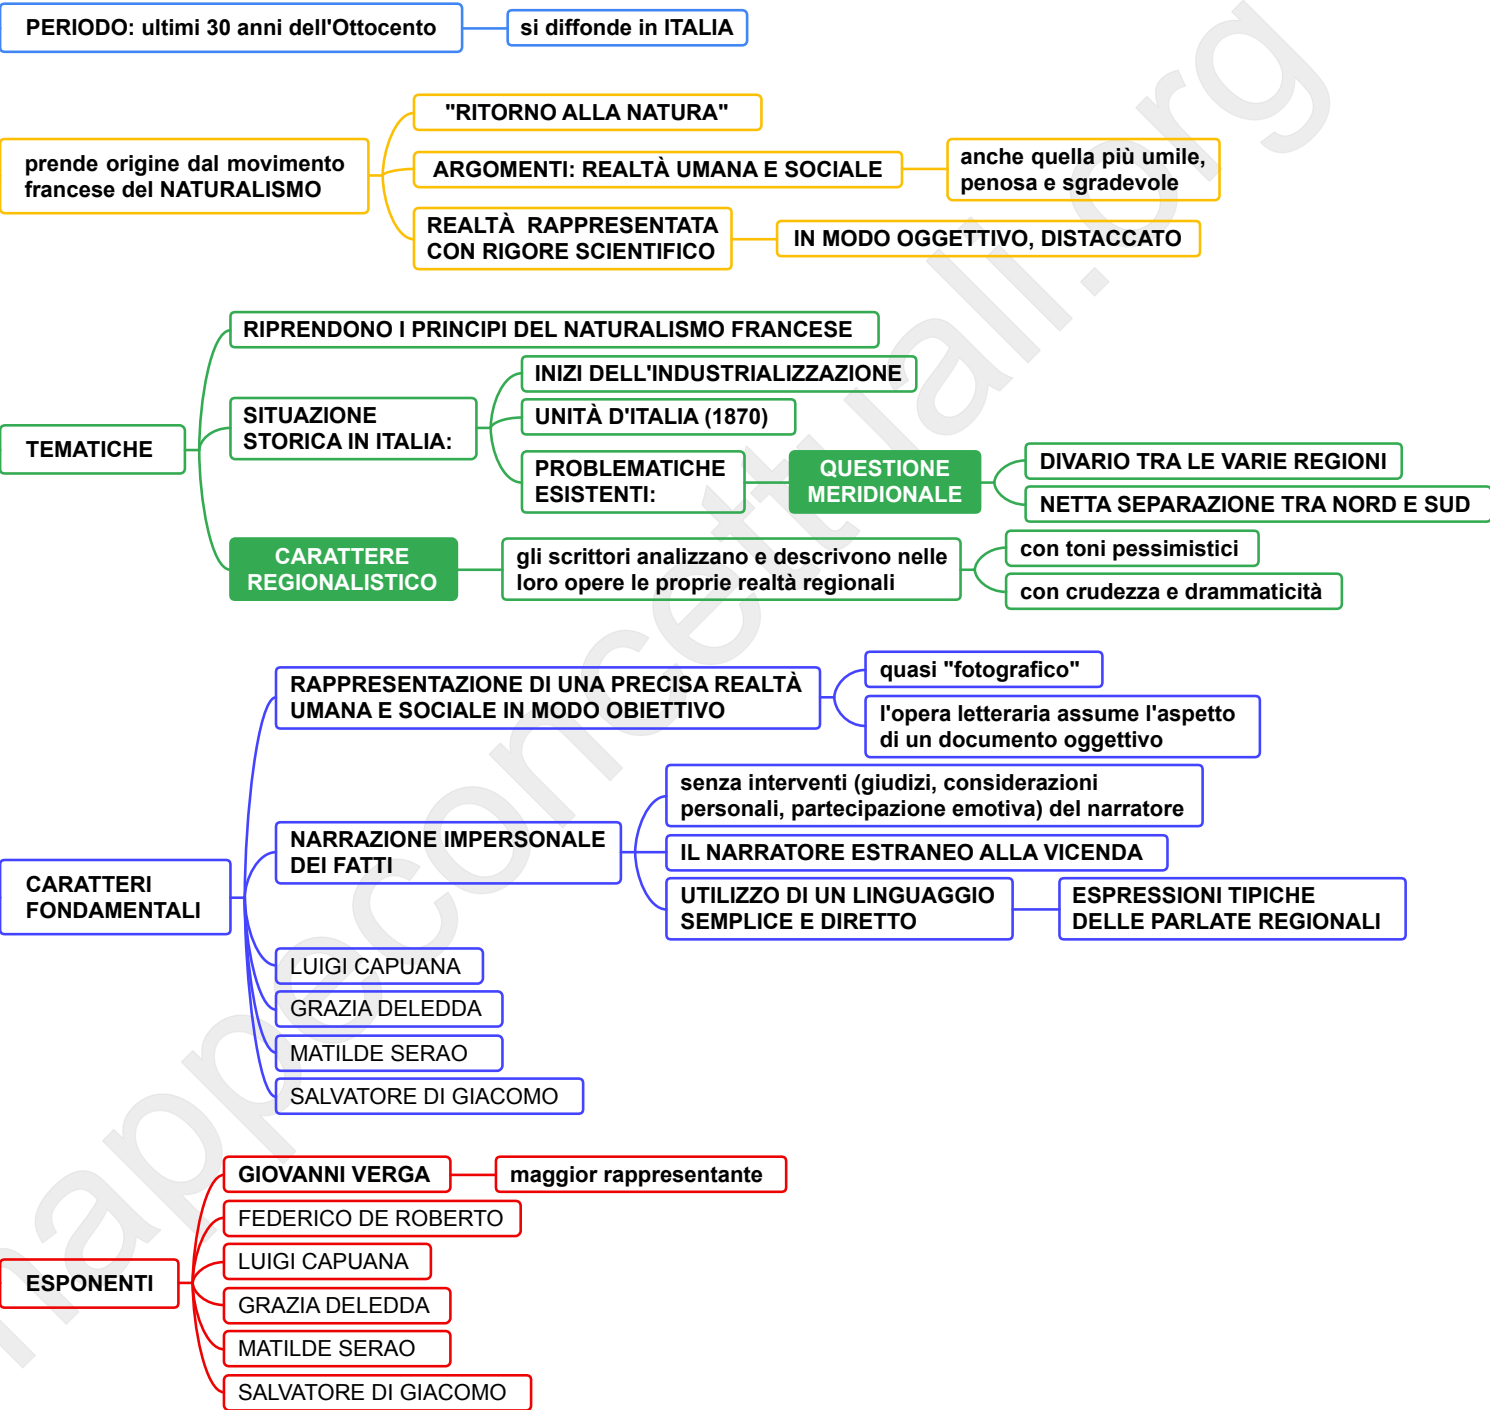 PERIODO: ultimi 30 anni dell'Ottocento
si diffonde in ITALIA
prende origine dal movimento
francese del NATURALISMO
"RITORNO ALLA NATURA"
ARGOMENTI: REALTÀ UMANA E SOCIALE
anche quella più umile,
penosa e sgradevole
REALTÀ RAPPRESENTATA
CON RIGORE SCIENTIFICO
IN MODO OGGETTIVO, DISTACCATO
TEMATICHE
RIPRENDONO I PRINCIPI DEL NATURALISMO FRANCESE
SITUAZIONE
STORICA IN ITALIA:
INIZI DELL'INDUSTRIALIZZAZIONE
UNITÀ D'ITALIA (1870)
PROBLEMATICHE
ESISTENTI:
QUESTIONE
MERIDIONALE
DIVARIO TRA LE VARIE REGIONI
NETTA SEPARAZIONE TRA NORD E SUD
CARATTERE
REGIONALISTICO
gli scrittori analizzano e descrivono nelle
loro opere le proprie realtà regionali
con toni pessimistici
con crudezza e drammaticità
CARATTERI
FONDAMENTALI
RAPPRESENTAZIONE DI UNA PRECISA REALTÀ
UMANA E SOCIALE IN MODO OBIETTIVO
quasi "fotografico"
l'opera letteraria assume l'aspetto
di un documento oggettivo
NARRAZIONE IMPERSONALE
DEI FATTI
senza interventi (giudizi, considerazioni
personali, partecipazione emotiva) del narratore
IL NARRATORE ESTRANEO ALLA VICENDA
UTILIZZO DI UN LINGUAGGIO
SEMPLICE E DIRETTO
ESPRESSIONI TIPICHE
DELLE PARLATE REGIONALI
LUIGI CAPUANA
GRAZIA DELEDDA
MATILDE SERAO
SALVATORE DI GIACOMO
ESPONENTI
GIOVANNI VERGA
maggior rappresentante
FEDERICO DE ROBERTO
LUIGI CAPUANA
GRAZIA DELEDDA
MATILDE SERAO
SALVATORE DI GIACOMO
mappeconcettuali.org